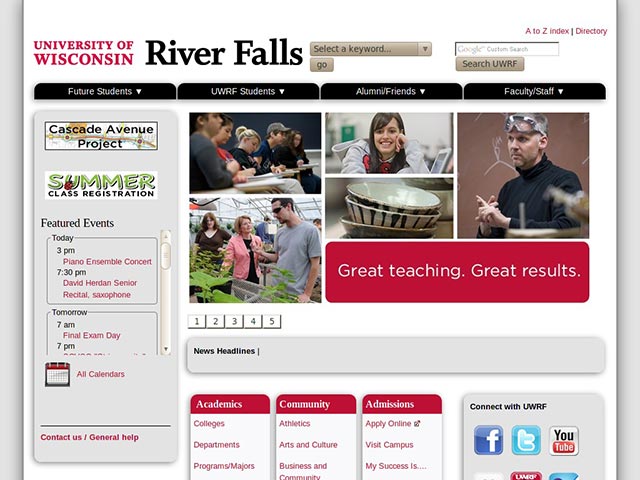 A to Z index | Directory
UNIVERSITY OF
WISCONSIN
River Falls
Select a keyword...
go
Google™ Custom Search
Search UWRF
Future Students ▼
UWRF Students ▼
Alumni/Friends ▼
Faculty/Staff ▼
Cascade Avenue
Project
SUMMER
CLASS REGISTRATION
Featured Events
Today
3 pm
Piano Ensemble Concert
7:30 pm
David Herdan Senior
Recital, saxophone
Tomorrow
7 am
Final Exam Day
7 pm
All Calendars
Contact us / General help
Great teaching. Great results.
1 2 3 4 5
News Headlines |
Academics
Colleges
Departments
Programs/Majors
Community
Athletics
Arts and Culture
Business and
Community
Admissions
Apply Online
Visit Campus
My Success Is....
Connect with UWRF
You
Tube
UWRF